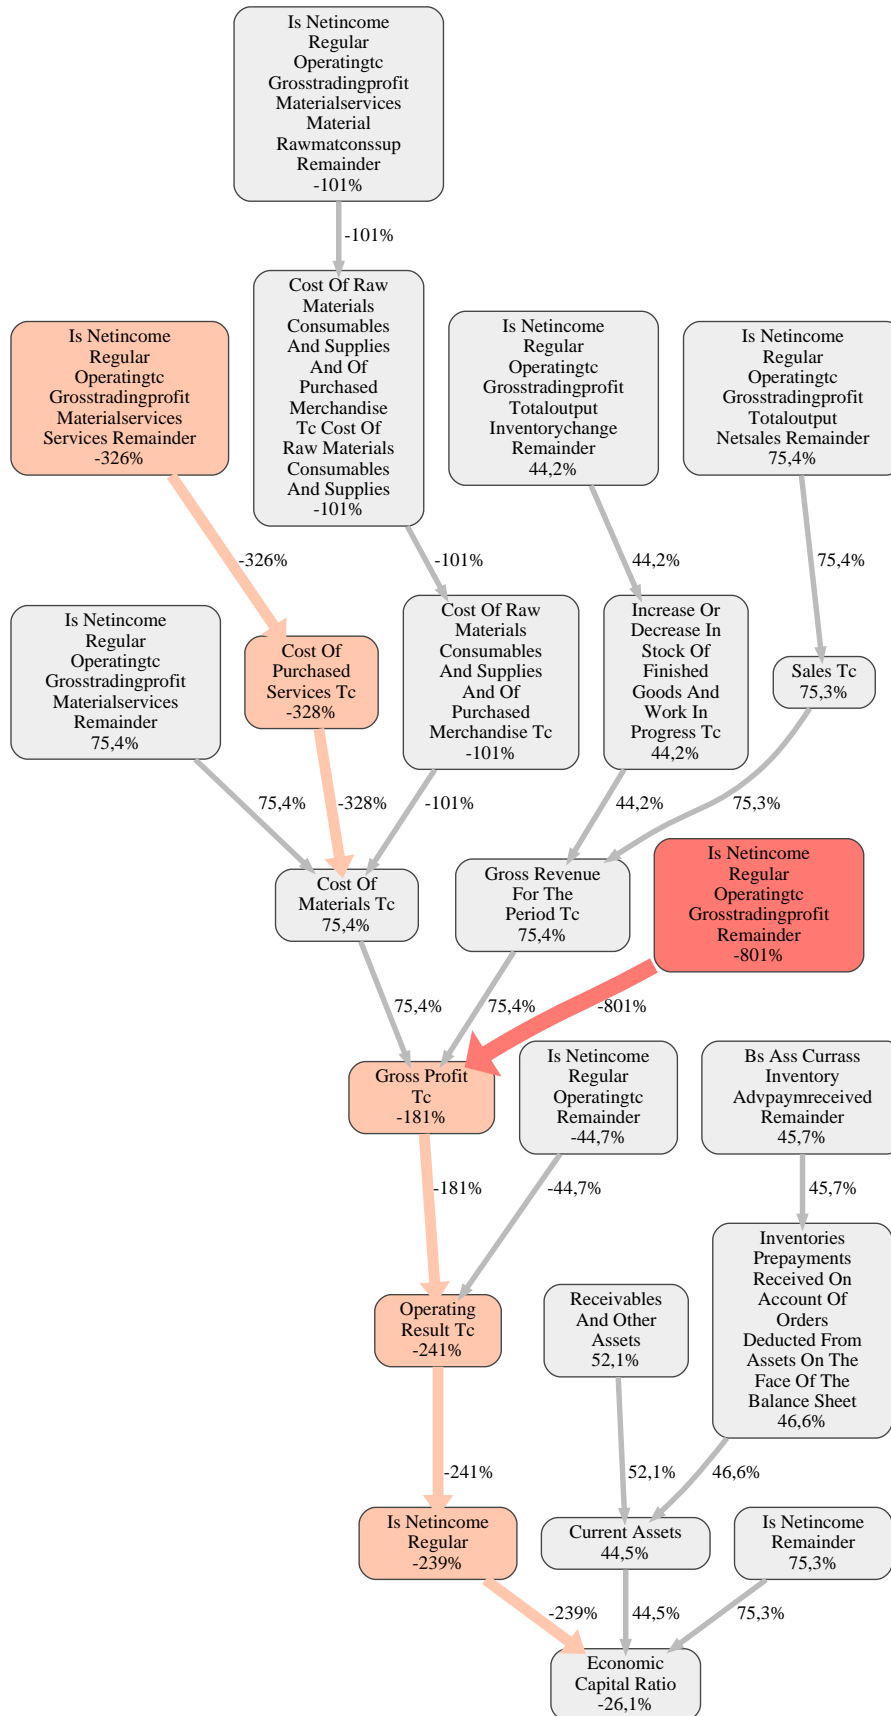 Is Netincome
Regular
Operatingtc
Grosstradingprofit
Materialservices
Material
Rawmatconssup
Remainder
-101%
-101%
Cost Of Raw
Materials
Consumables
And Supplies
And Of
Purchased
Merchandise
Tc Cost Of
Raw Materials
Consumables
And Supplies
-101%
Is Netincome
Regular
Operatingtc
Grosstradingprofit
Materialservices
Services Remainder
-326%
Is Netincome
Regular
Operatingtc
Grosstradingprofit
Totaloutput
Inventorychange
Remainder
44,2%
Is Netincome
Regular
Operatingtc
Grosstradingprofit
Totaloutput
Netsales Remainder
75,4%
-326%
-101%
44,2%
75,4%
Is Netincome
Regular
Operatingtc
Grosstradingprofit
Materialservices
Remainder
75,4%
Cost Of
Purchased
Services Tc
-328%
Cost Of Raw
Materials
Consumables
And Supplies
And Of
Purchased
Merchandise Tc
-101%
Increase Or
Decrease In
Stock Of
Finished
Goods And
Work In
Progress Tc
44,2%
Sales Tc
75,3%
75,4%
-328%
-101%
44,2%
75,3%
Cost Of
Materials Tc
75,4%
Gross Revenue
For The
Period Tc
75,4%
Is Netincome
Regular
Operatingtc
Grosstradingprofit
Remainder
-801%
75,4%
75,4%
-801%
Gross Profit
Tc
-181%
Is Netincome
Regular
Operatingtc
Remainder
-44,7%
Bs Ass Currass
Inventory
Advpaymreceived
Remainder
45,7%
-181%
-44,7%
45,7%
Operating
Result Tc
-241%
Receivables
And Other
Assets
52,1%
Inventories
Prepayments
Received On
Account Of
Orders
Deducted From
Assets On The
Face Of The
Balance Sheet
46,6%
-241%
52,1%
46,6%
Is Netincome
Regular
-239%
Current Assets
44,5%
Is Netincome
Remainder
75,3%
-239%
44,5%
75,3%
Economic
Capital Ratio
-26,1%